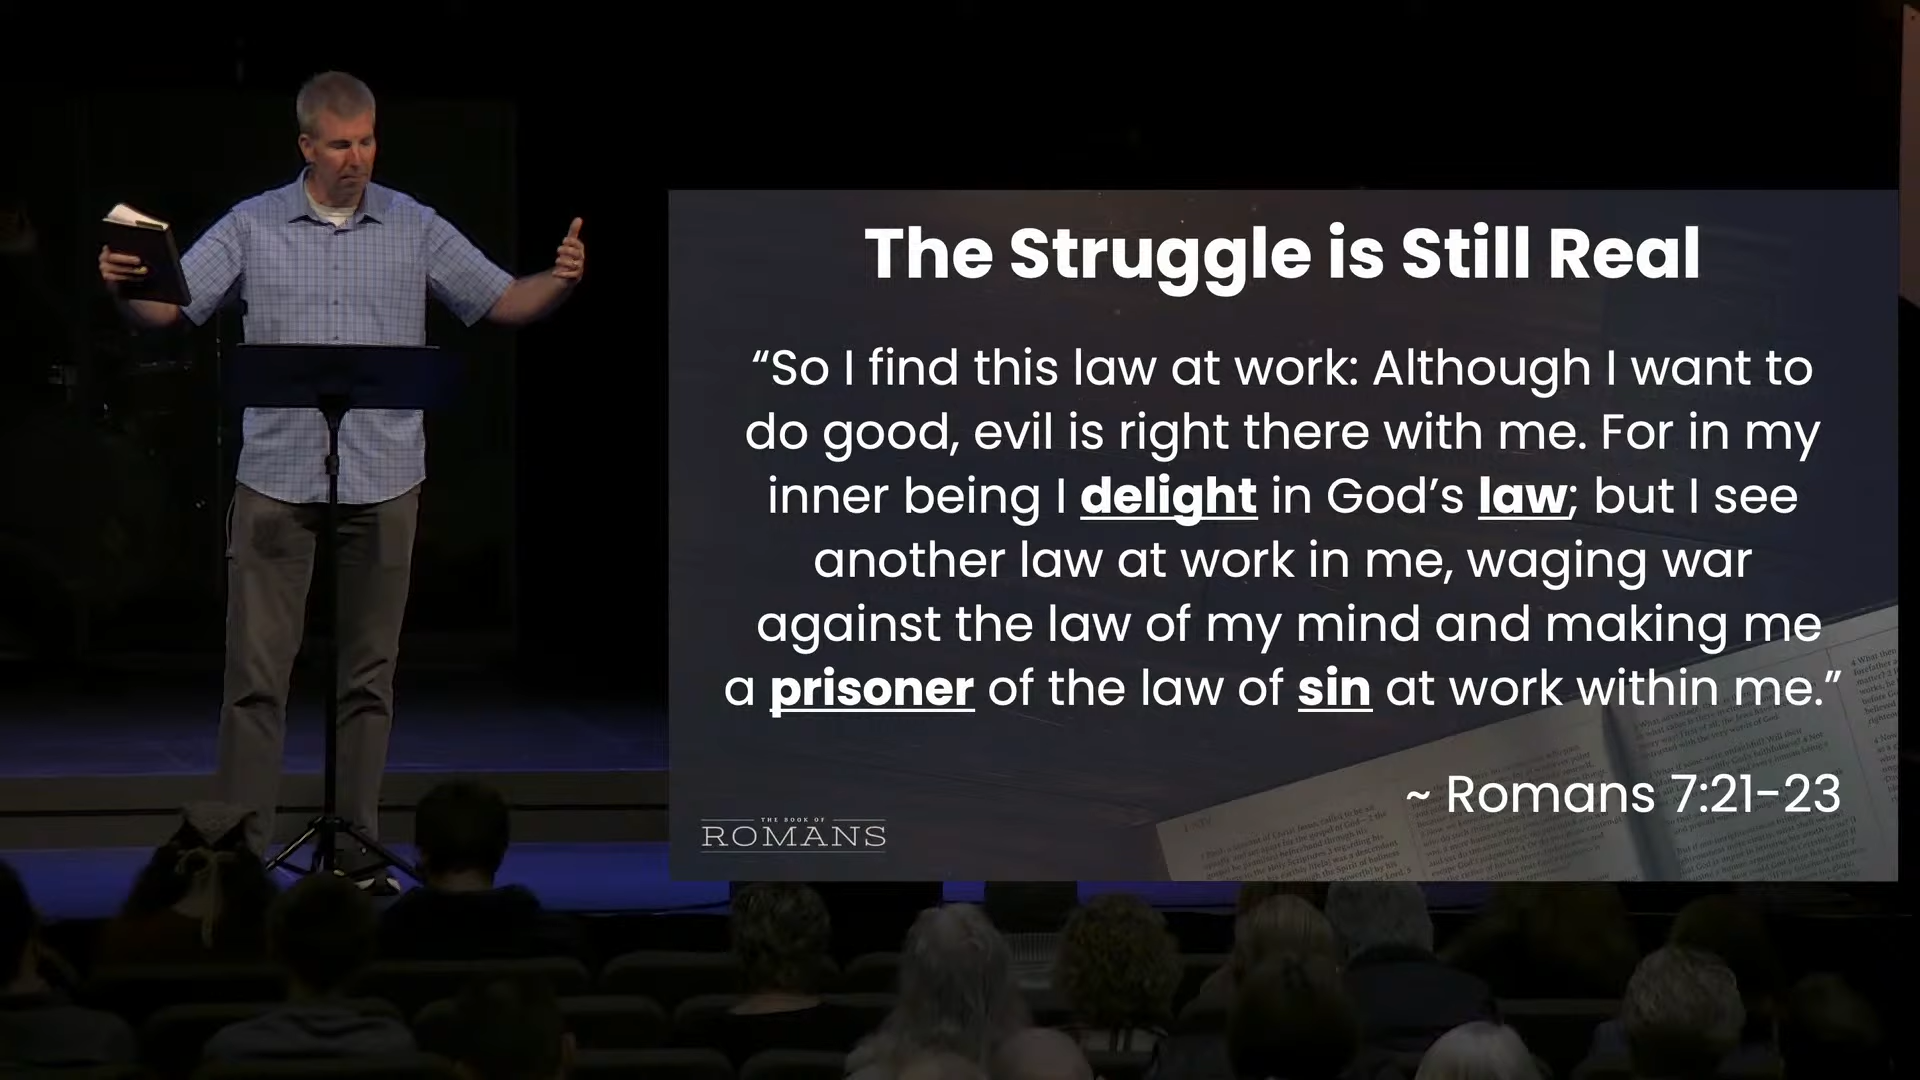 The Struggle is Still Real
“So I find this law at work: Although I want to
do good, evil is right there with me. For in my
inner being I delight in God’s law; but I see
another law at work in me, waging war
against the law of my mind and making me
a prisoner of the law of sin at work within me.”
~ Romans 7:21-23
THE BOOK OF
ROMANS